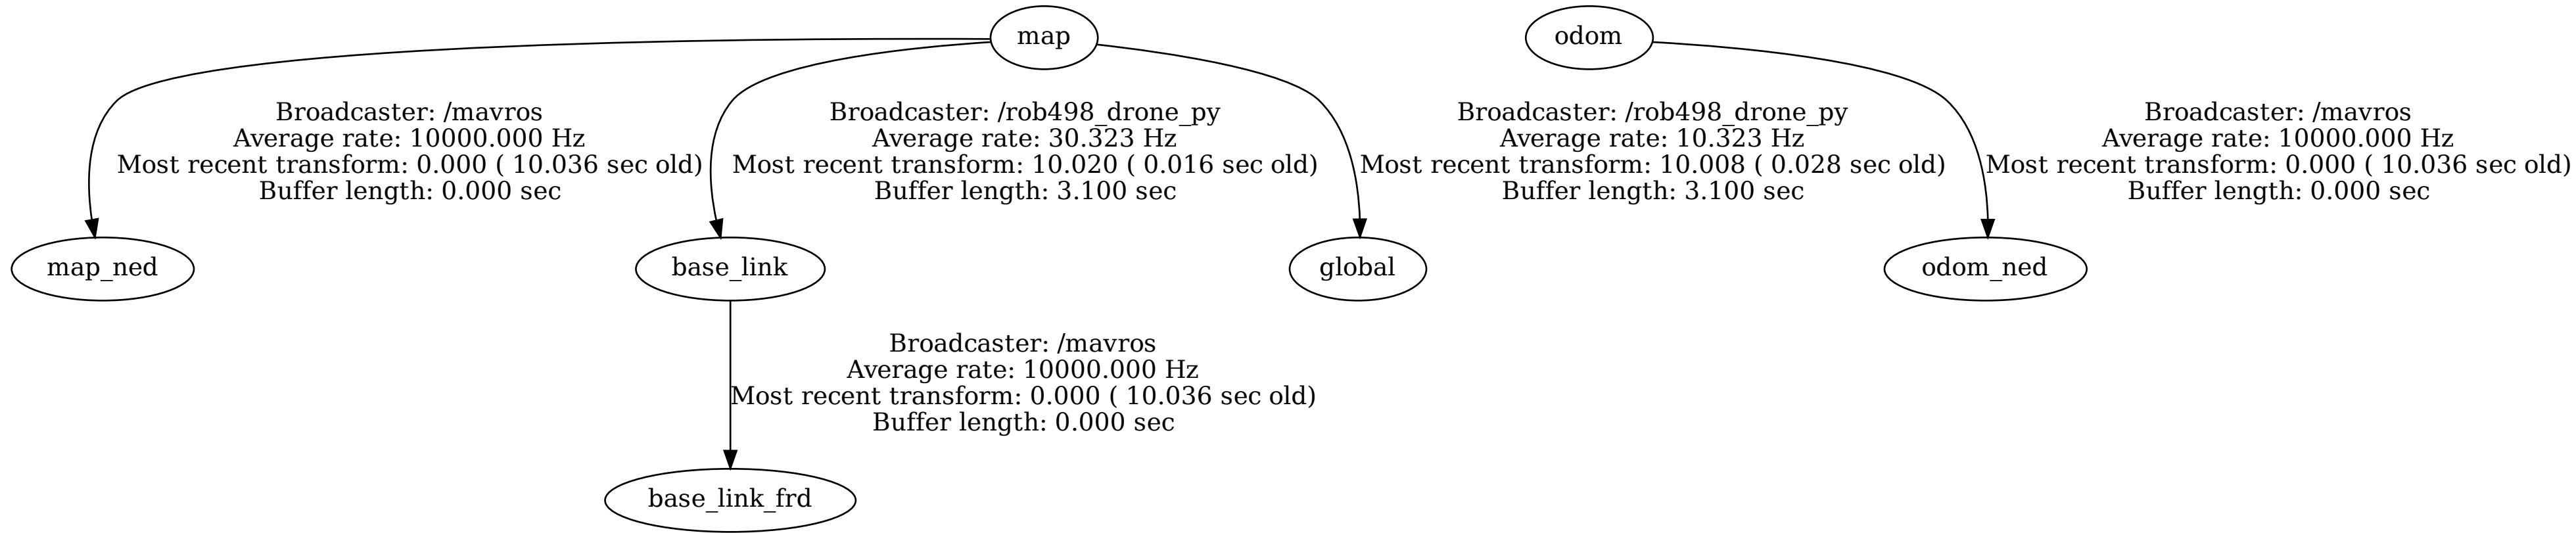 map
odom
Broadcaster: /mavros
Average rate: 10000.000 Hz
Most recent transform: 0.000 ( 10.036 sec old)
Buffer length: 0.000 sec
Broadcaster: /rob498_drone_py
Average rate: 30.323 Hz
Most recent transform: 10.020 ( 0.016 sec old)
Buffer length: 3.100 sec
Broadcaster: /rob498_drone_py
Average rate: 10.323 Hz
Most recent transform: 10.008 ( 0.028 sec old)
Buffer length: 3.100 sec
Broadcaster: /mavros
Average rate: 10000.000 Hz
Most recent transform: 0.000 ( 10.036 sec old)
Buffer length: 0.000 sec
map_ned
base_link
global
odom_ned
Broadcaster: /mavros
Average rate: 10000.000 Hz
Most recent transform: 0.000 ( 10.036 sec old)
Buffer length: 0.000 sec
base_link_frd